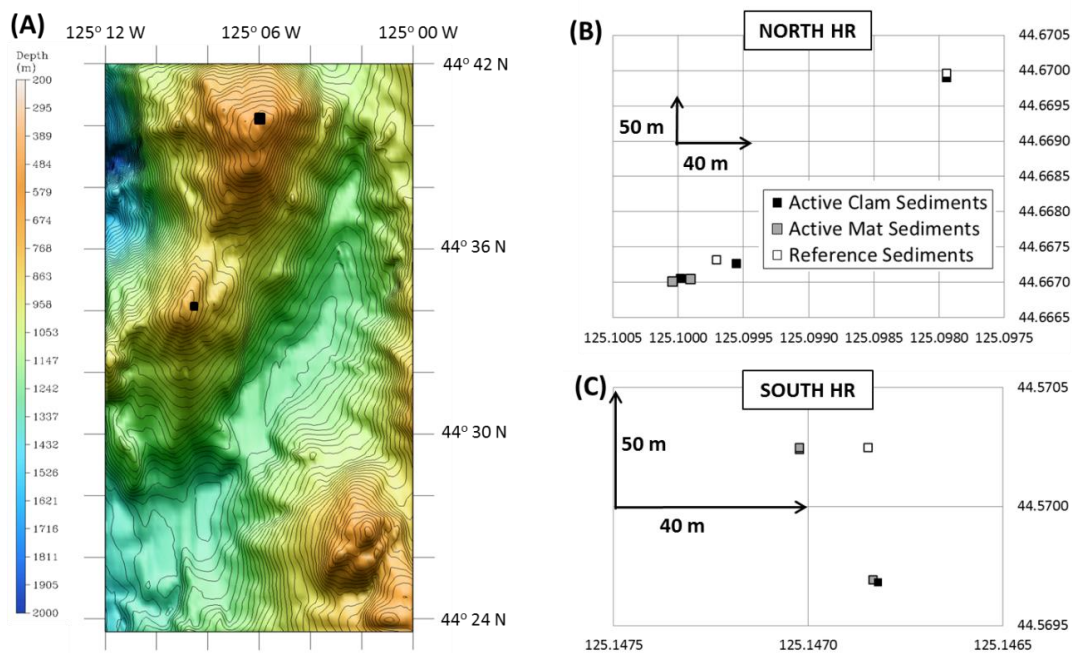 (A)
125° 12 W 125° 06 W 125° 00 W
Depth
(m)
200
295
389
484
579
674
768
863
958
1053
1147
1242
1337
1432
1526
1621
1716
1811
1905
2000
44° 42 N
44° 36 N
44° 30 N
44° 24 N
(B)
NORTH HR
50 m
40 m
Active Clam Sediments
Active Mat Sediments
Reference Sediments
44.6705
44.6700
44.6695
44.6690
44.6685
44.6680
44.6675
44.6670
44.6665
125.1005 125.1000 125.0995 125.0990 125.0985 125.0980 125.0975
(C)
SOUTH HR
50 m
40 m
44.5705
44.5700
44.5695
125.1475 125.1470 125.1465